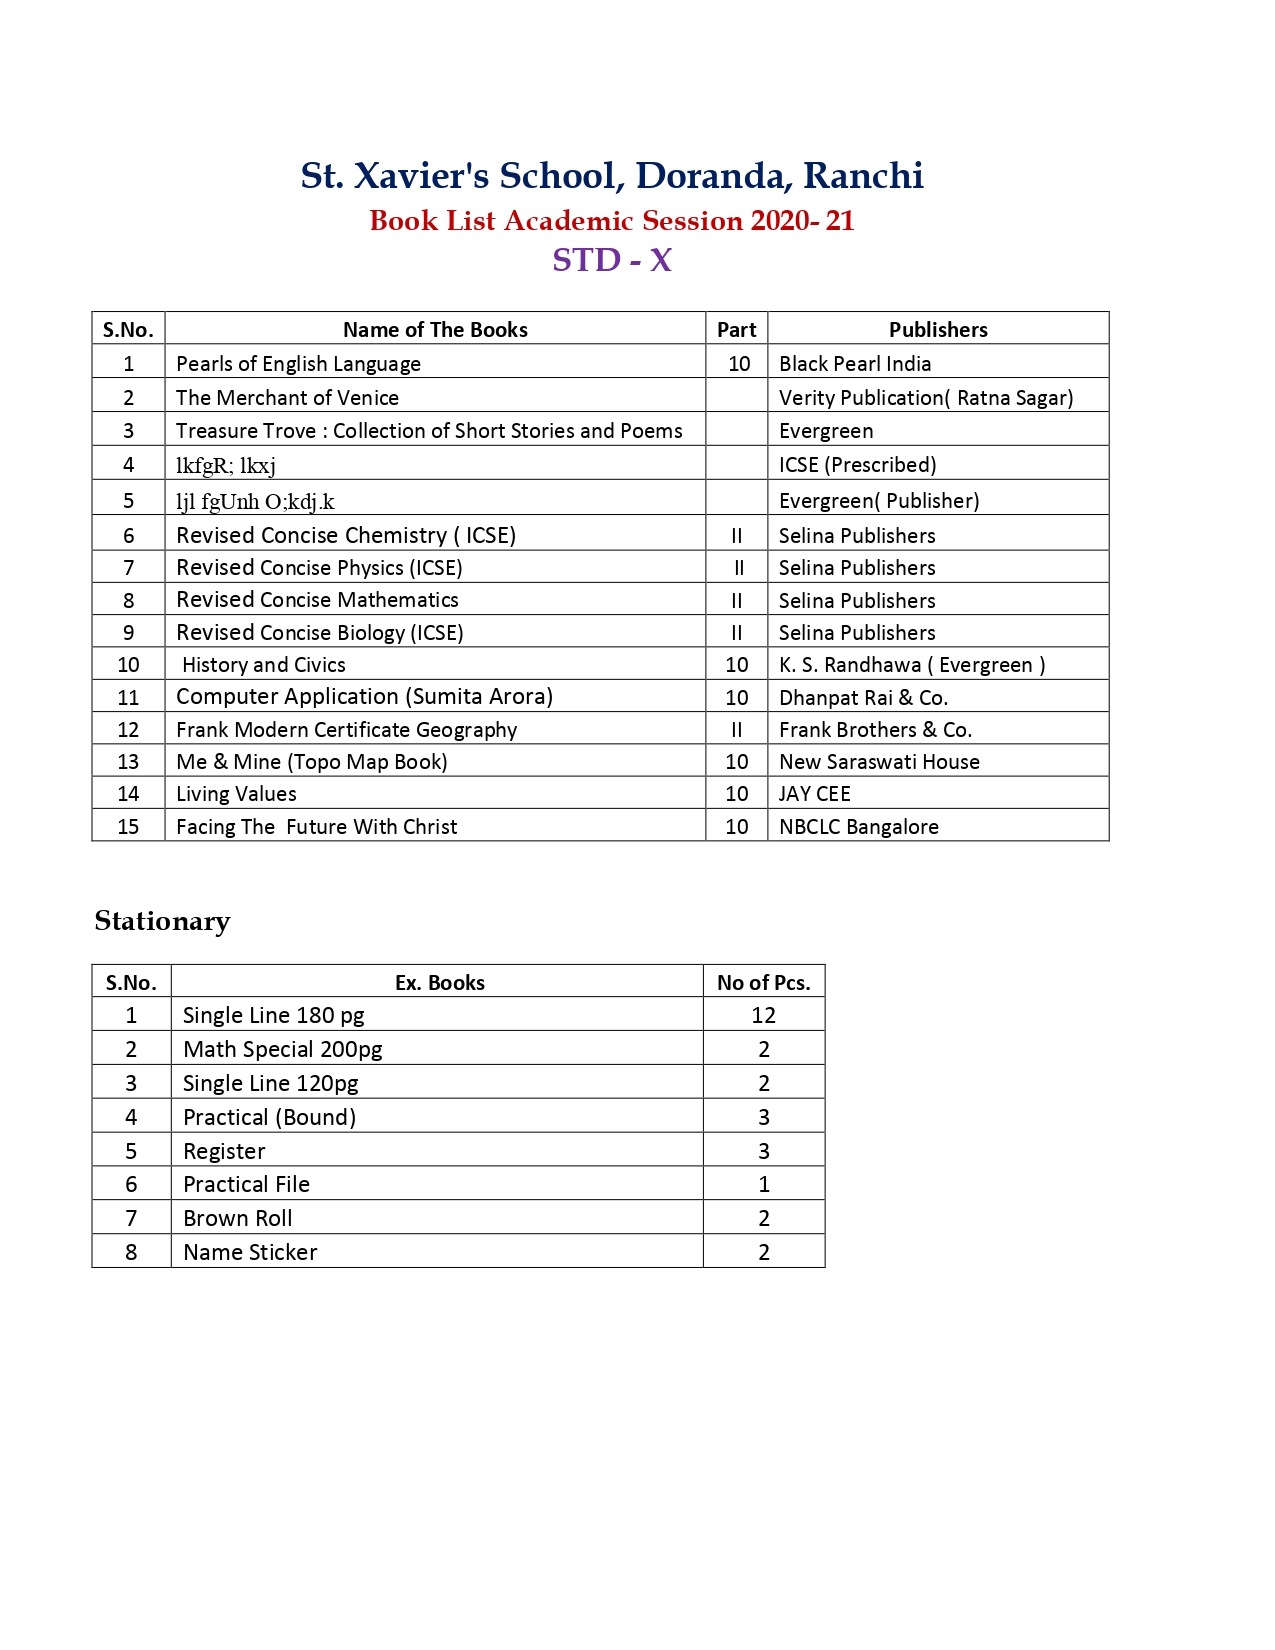 St. Xavier's School, Doranda, Ranchi
Book List Academic Session 2020- 21
STD - X
S.No. Name of The Books Part Publishers
1 Pearls of English Language 10 Black Pearl India
2 The Merchant of Venice Verity Publication( Ratna Sagar)
3 Treasure Trove : Collection of Short Stories and Poems Evergreen
4 lkfgR; lkxj ICSE (Prescribed)
5 ljl fgUnh O;kdj.k Evergreen( Publisher)
6 Revised Concise Chemistry ( ICSE) II Selina Publishers
7 Revised Concise Physics (ICSE) II Selina Publishers
8 Revised Concise Mathematics II Selina Publishers
9 Revised Concise Biology (ICSE) II Selina Publishers
10 History and Civics 10 K. S. Randhawa ( Evergreen )
11 Computer Application (Sumita Arora) 10 Dhanpat Rai & Co.
12 Frank Modern Certificate Geography II Frank Brothers & Co.
13 Me & Mine (Topo Map Book) 10 New Saraswati House
14 Living Values 10 JAY CEE
15 Facing The Future With Christ 10 NBCLC Bangalore
Stationary
S.No. Ex. Books No of Pcs.
1 Single Line 180 pg 12
2 Math Special 200pg 2
3 Single Line 120pg 2
4 Practical (Bound) 3
5 Register 3
6 Practical File 1
7 Brown Roll 2
8 Name Sticker 2